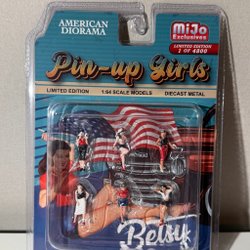 AMERICAN
DIORAMA
MiJo
Exclusives
LIMITED EDITION
1 OF 4800
Pin-up Girls
LIMITED EDITION
1:64 SCALE MODELS
DIECAST METAL
Betsy